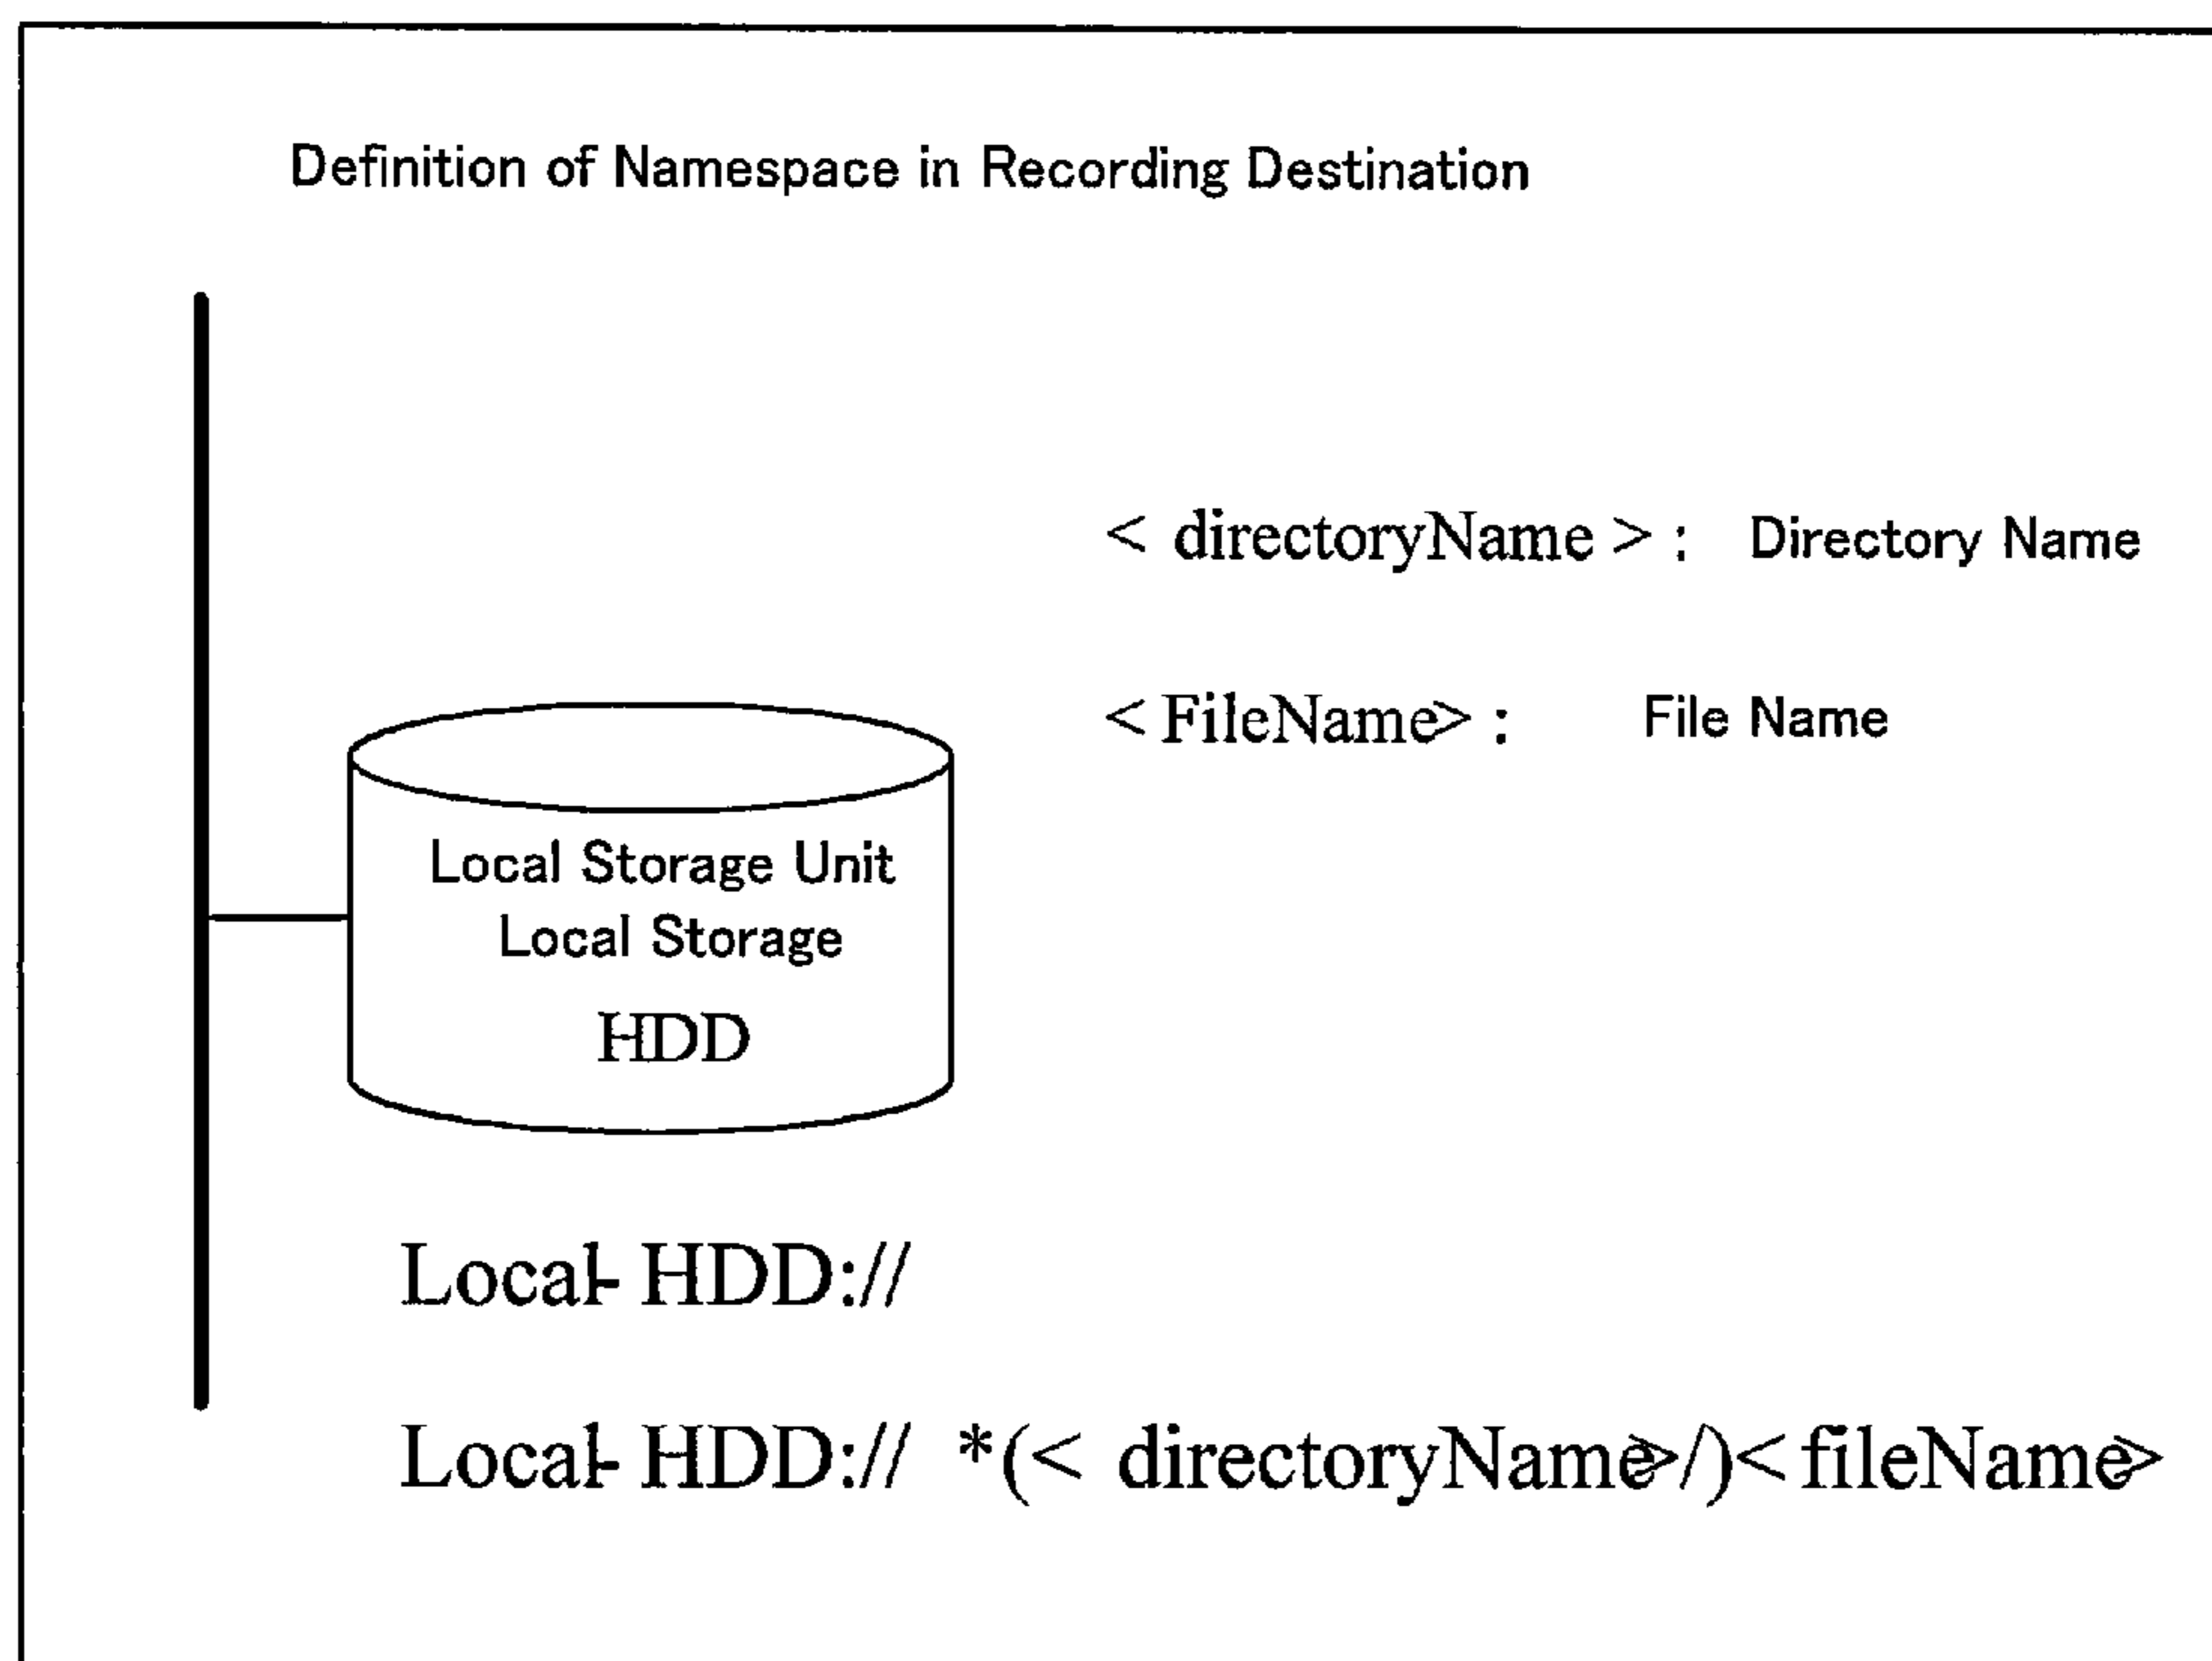 Definition of Namespace in Recording Destination
< directoryName > : Directory Name
< FileName> : File Name
Local Storage Unit
Local Storage
HDD
Local- HDD://
Local- HDD:// *(< directoryName>/)<fileName>